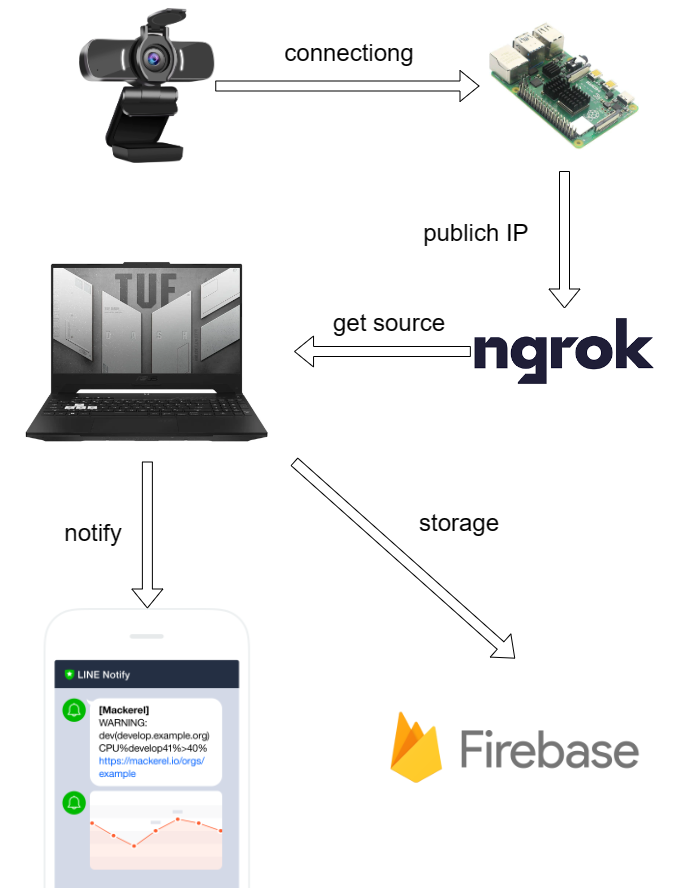 connectiong
publich IP
TUF
get source
ngrok
notify
storage
LINE Notify
[Mackerel]
WARNING:
dev(develop.example.org)
CPU%develop41%>40%
https://mackerel.io/orgs/
example
Firebase